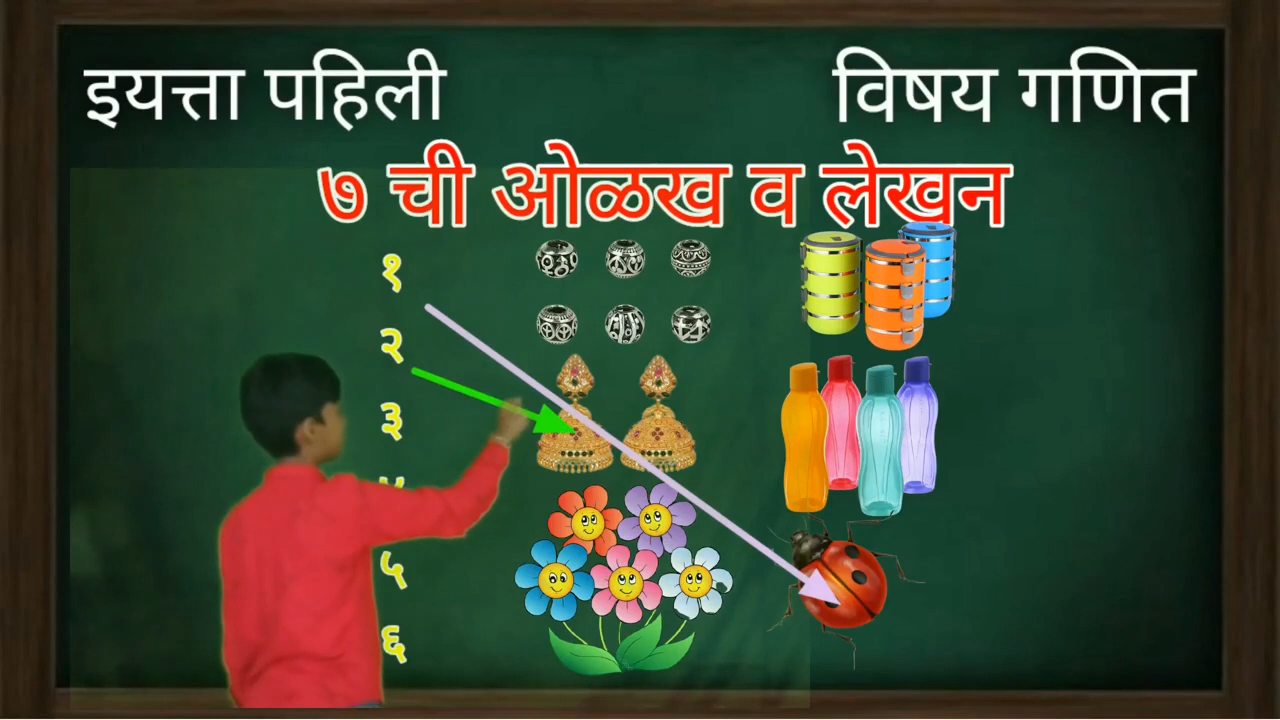 इयत्ता पहिली
विषय गणित
७ ची ओळख व लेखन
१
२
३
५
६